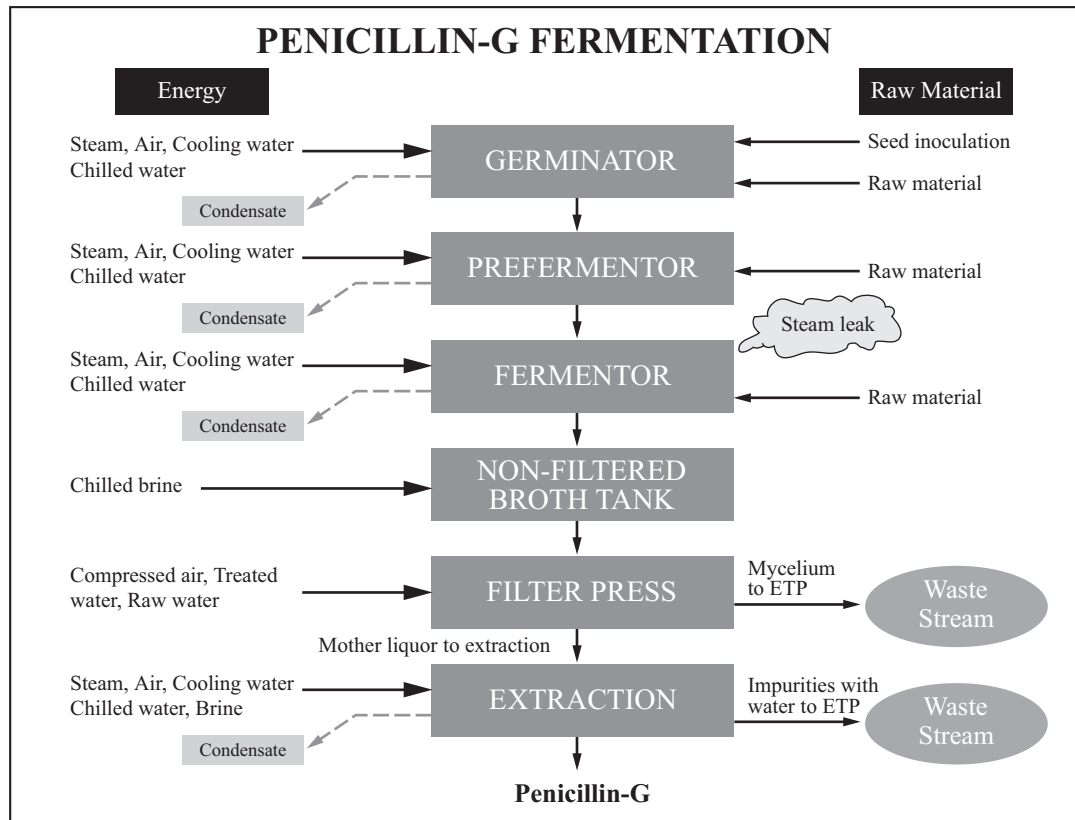 PENICILLIN-G FERMENTATION
Energy
Raw Material
Steam, Air, Cooling water
Chilled water
GERMINATOR
Seed inoculation
Raw material
Condensate
Steam, Air, Cooling water
Chilled water
PREFERMENTOR
Raw material
Condensate
Steam leak
Steam, Air, Cooling water
Chilled water
FERMENTOR
Raw material
Condensate
Chilled brine
NON-FILTERED
BROTH TANK
Compressed air, Treated
water, Raw water
FILTER PRESS
Mycelium
to ETP
Waste
Stream
Mother liquor to extraction
Steam, Air, Cooling water
Chilled water, Brine
EXTRACTION
Impurities with
water to ETP
Waste
Stream
Condensate
Penicillin-G